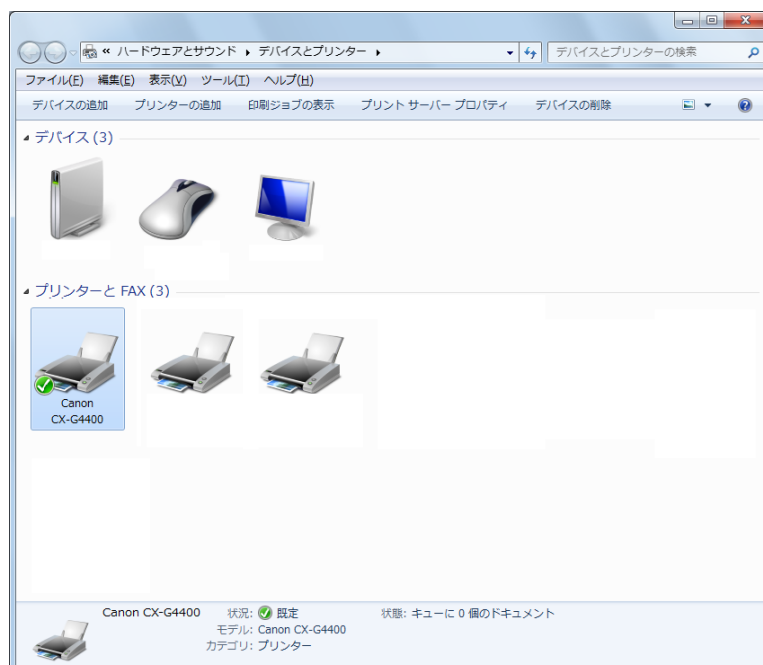 « ハードウェアとサウンド ▸ デバイスとプリンター ▸ デバイスとプリンターの検索
ファイル(F) 編集(E) 表示(V) ツール(T) ヘルプ(H)
デバイスの追加 プリンターの追加 印刷ジョブの表示 プリント サーバー プロパティ デバイスの削除
デバイス (3)
プリンターと FAX (3)
Canon
CX-G4400
Canon CX-G4400 状況: 既定 状態: キューに 0 個のドキュメント
モデル: Canon CX-G4400
カテゴリ: プリンター